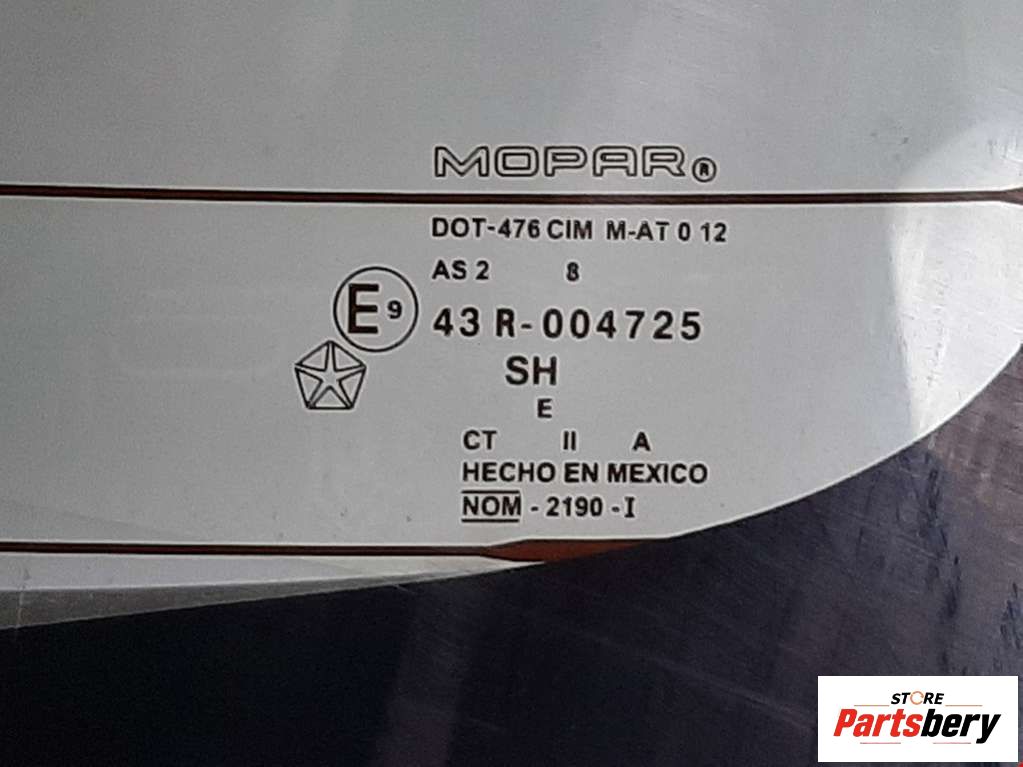 MOPAR®
DOT-476 CIM M-AT 0 12
AS 2 8
E 9
43 R-004725
SH
E
CT II A
HECHO EN MEXICO
NOM - 2190 - I
STORE
Partsbery